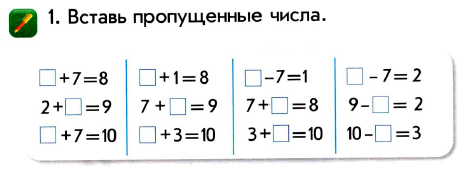 1. Вставь пропущенные числа.
□+7=8 □+1=8 □−7=1 □−7=2
2+□=9 7+□=9 7+□=8 9−□=2
□+7=10 □+3=10 3+□=10 10−□=3